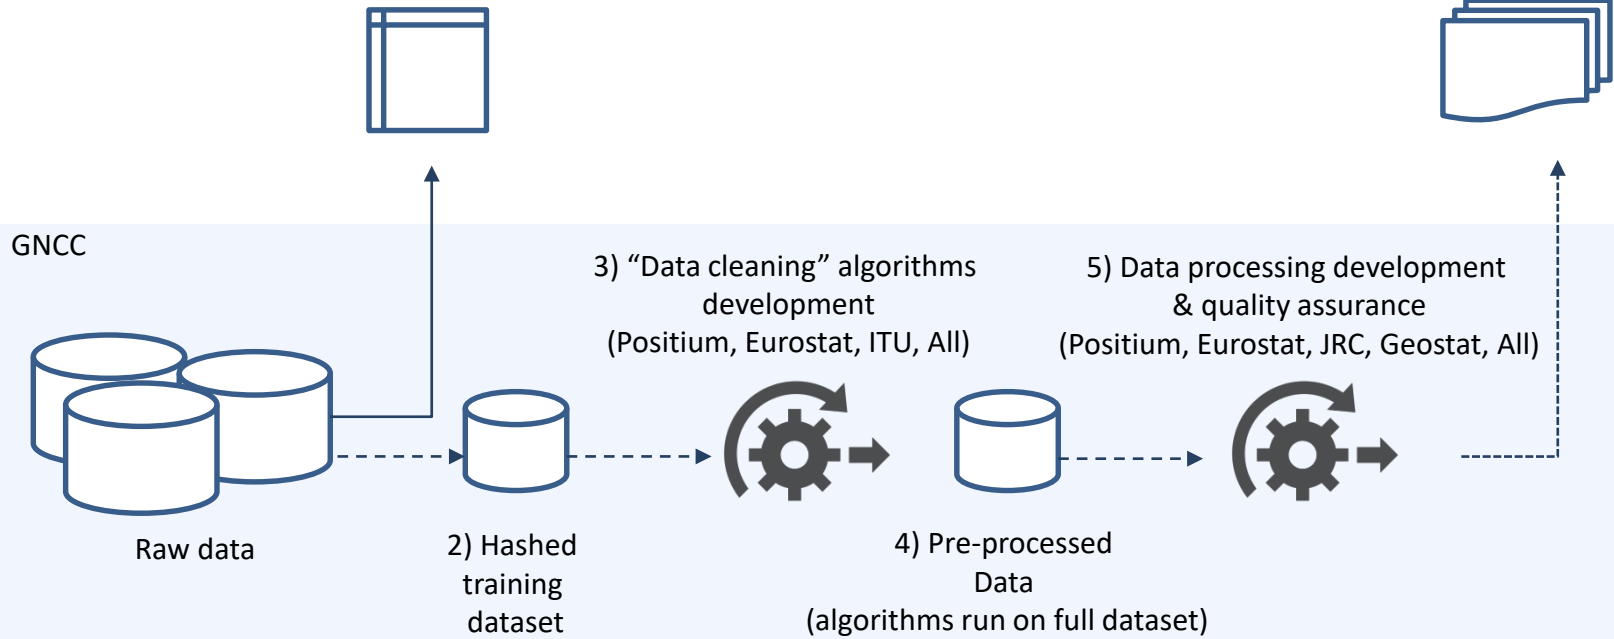 GNCC
3) “Data cleaning” algorithms
development
(Positium, Eurostat, ITU, All)
5) Data processing development
& quality assurance
(Positium, Eurostat, JRC, Geostat, All)
Raw data
2) Hashed
training
dataset
4) Pre-processed
Data
(algorithms run on full dataset)